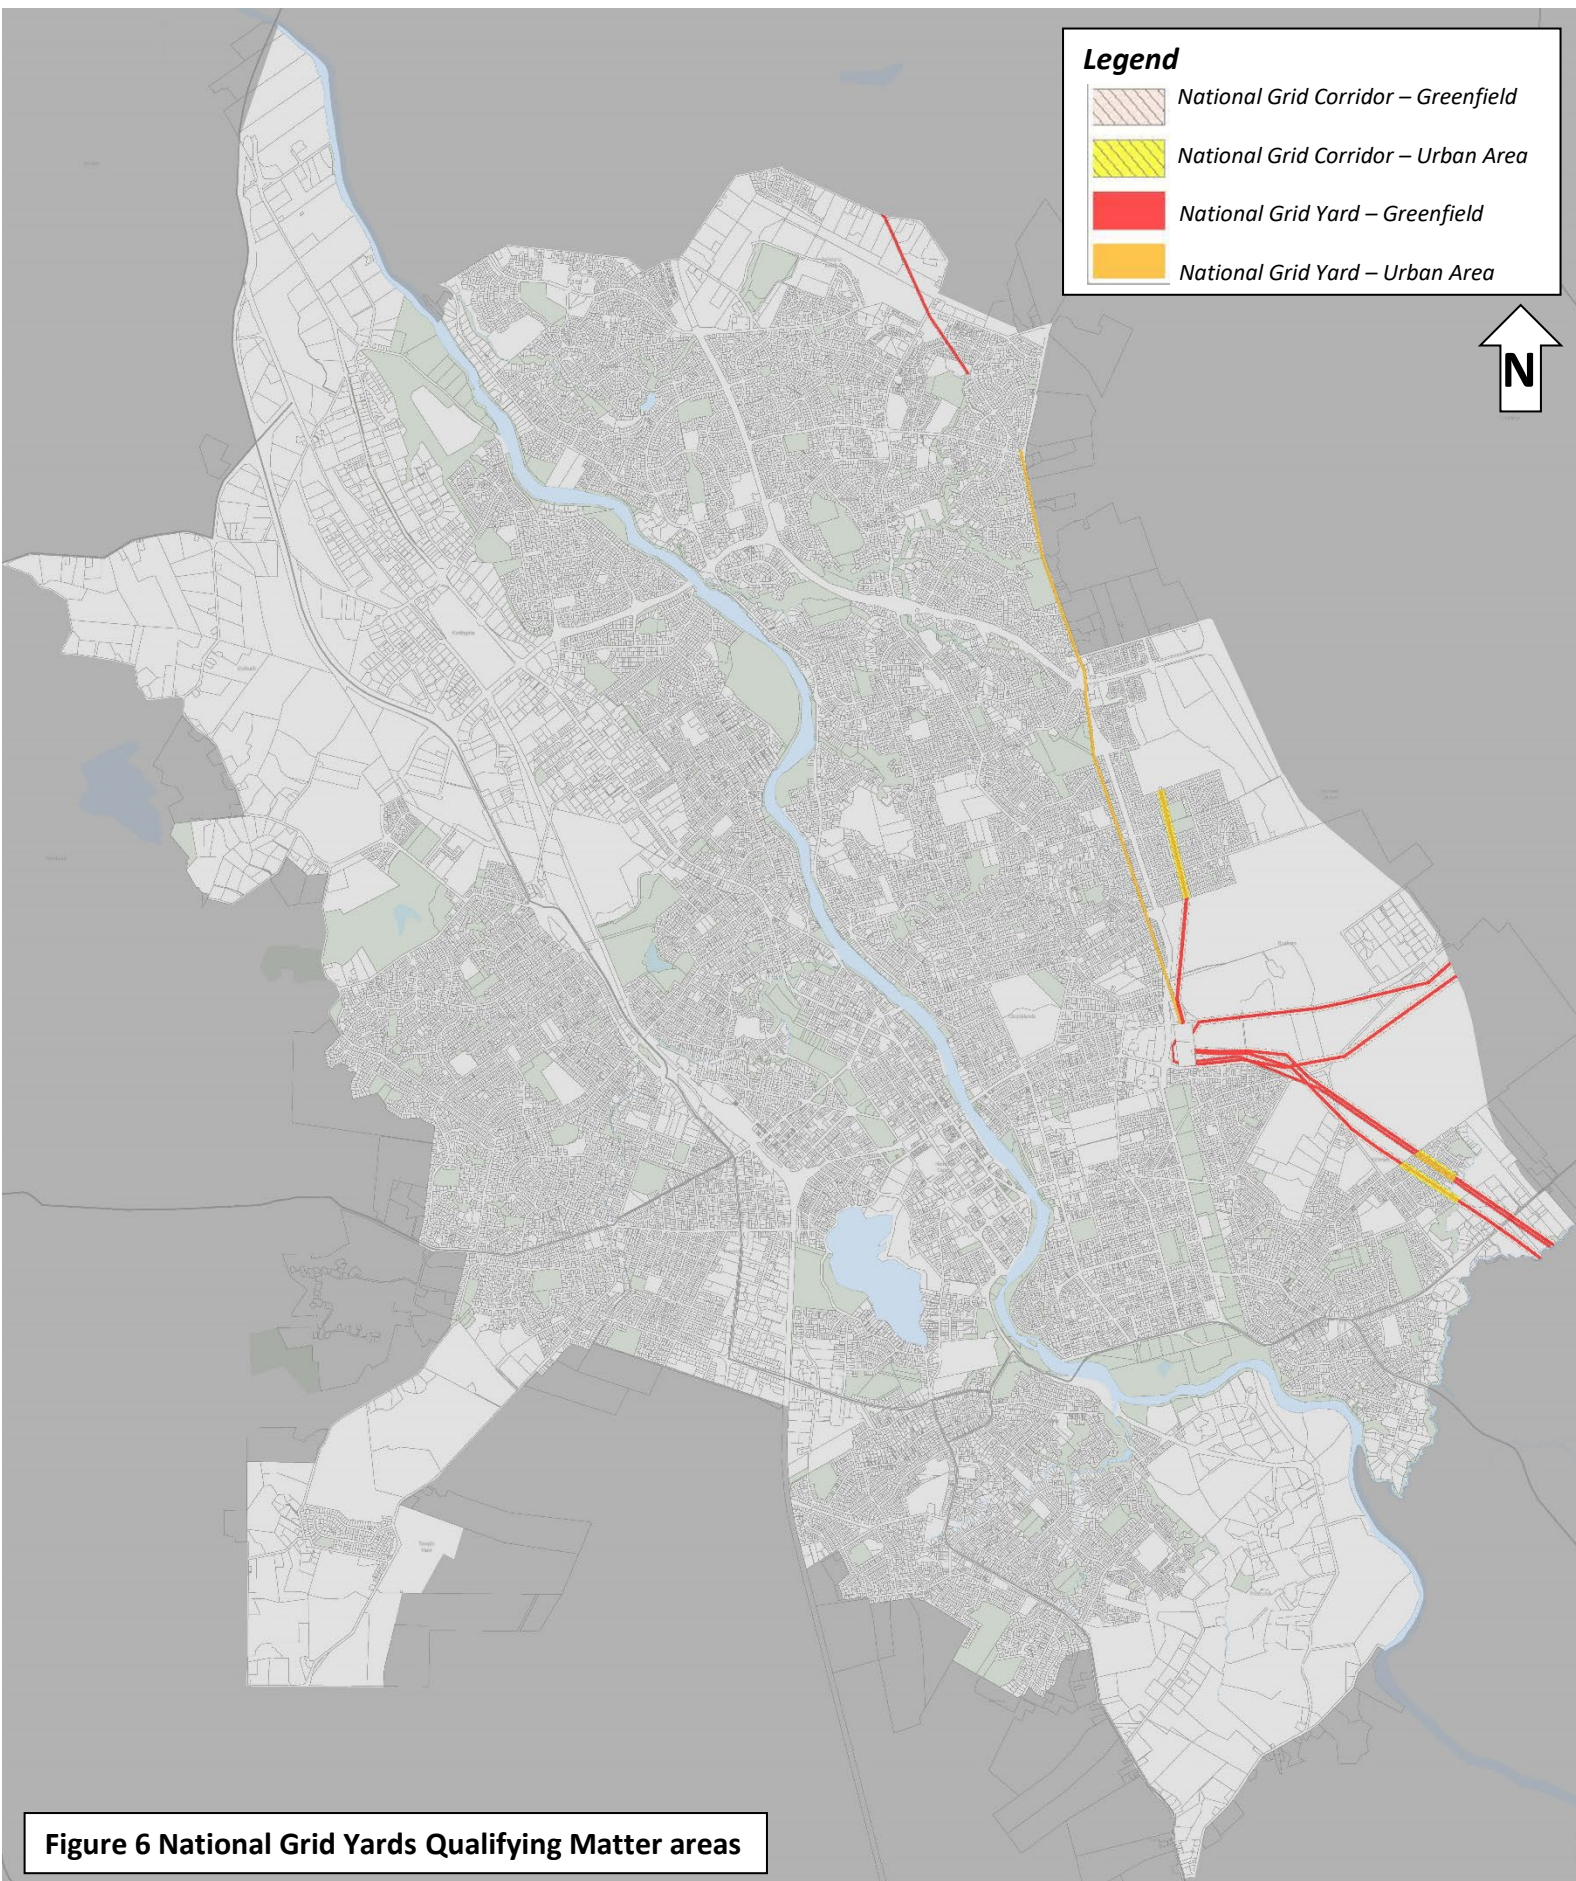 Legend
National Grid Corridor – Greenfield
National Grid Corridor – Urban Area
National Grid Yard – Greenfield
National Grid Yard – Urban Area
N
Figure 6 National Grid Yards Qualifying Matter areas